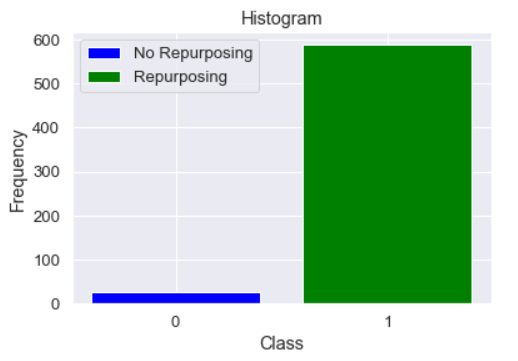 Histogram
No Repurposing
Repurposing
600
500
400
300
200
100
0
Frequency
0 1
Class